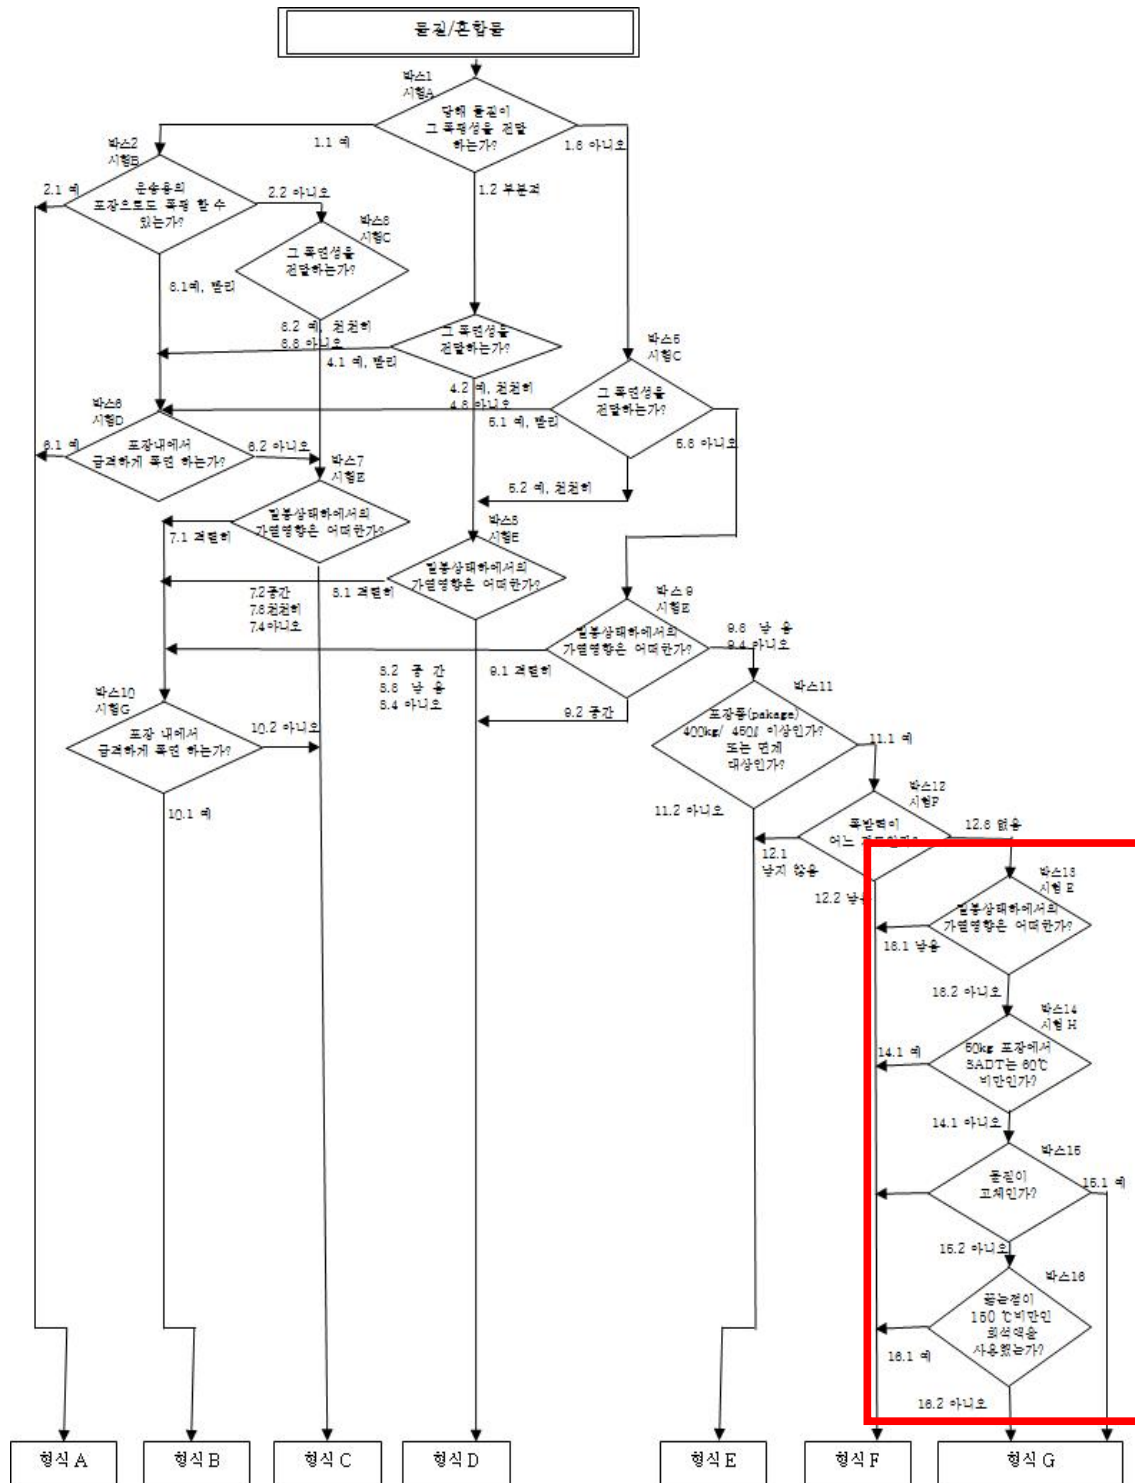 물질/혼합물
박스1
시험A
당해 물질이
그 폭굉성을 전달
하는가?
1.1 예
1.2 부분적
1.3 아니오
박스2
시험B
운송용의
포장으로도 폭굉 할 수
있는가?
2.1 예
2.2 아니오
박스3
시험C
그 폭연성을
전달하는가?
3.1예, 빨리
3.2 예, 천천히
3.3 아니오
그 폭연성을
전달하는가?
4.1 예, 빨리
4.2 예, 천천히
4.3 아니오
박스5
시험C
그 폭연성을
전달하는가?
5.1 예, 빨리
5.3 아니오
5.2 예, 천천히
박스6
시험D
포장내에서
급격하게 폭연 하는가?
6.1 예
6.2 아니오
박스7
시험E
밀봉상태하에서의
가열영향은 어떠한가?
7.1 격렬히
7.2중간
7.3천천히
7.4아니오
박스8
시험E
밀봉상태하에서의
가열영향은 어떠한가?
8.1 격렬히
8.2 중 간
8.3 낮 음
8.4 아니오
박스 9
시험E
밀봉상태하에서의
가열영향은 어떠한가?
9.1 격렬히
9.2 중간
9.3 낮 음
9.4 아니오
박스10
시험G
포장 내에서
급격하게 폭연 하는가?
10.1 예
10.2 아니오
박스11
포장품(pakage)
400kg/ 450ℓ 이상인가?
또는 면제
대상인가?
11.1 예
11.2 아니오
박스12
시험F
폭발력이
어느 정도인가?
12.1
낮지 않음
12.2 낮음
12.3 없음
박스13
시험 E
밀봉상태하에서의
가열영향은 어떠한가?
13.1 낮음
13.2 아니오
박스14
시험 H
50kg 포장에서
SADT는 60℃
미만인가?
14.1 예
14.1 아니오
박스15
물질이
고체인가?
15.1 예
15.2 아니오
박스16
끓는점이
150 ℃미만인
희석액을
사용했는가?
16.1 예
16.2 아니오
형식 A
형식 B
형식 C
형식 D
형식 E
형식 F
형식 G